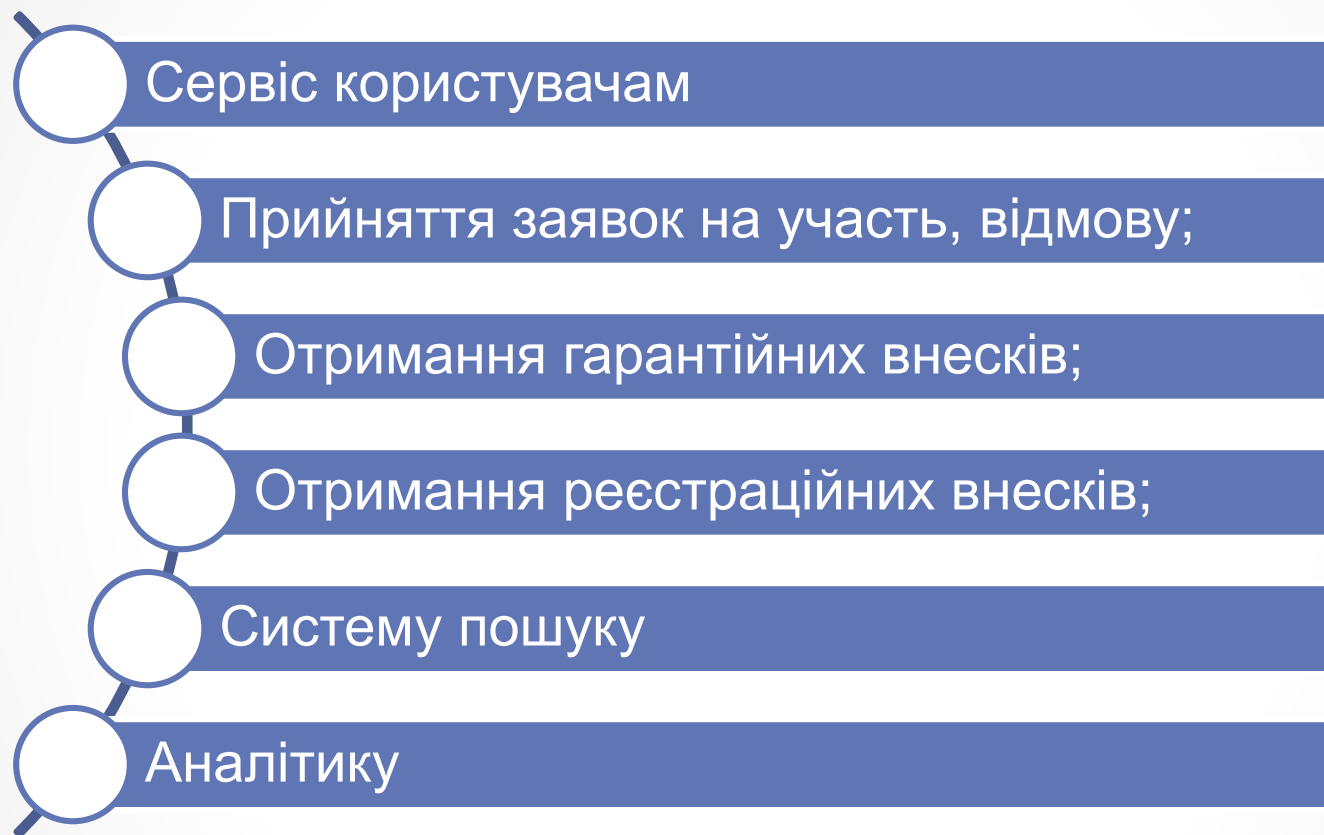 Сервіс користувачам
Прийняття заявок на участь, відмову;
Отримання гарантійних внесків;
Отримання реєстраційних внесків;
Систему пошуку
Аналітику